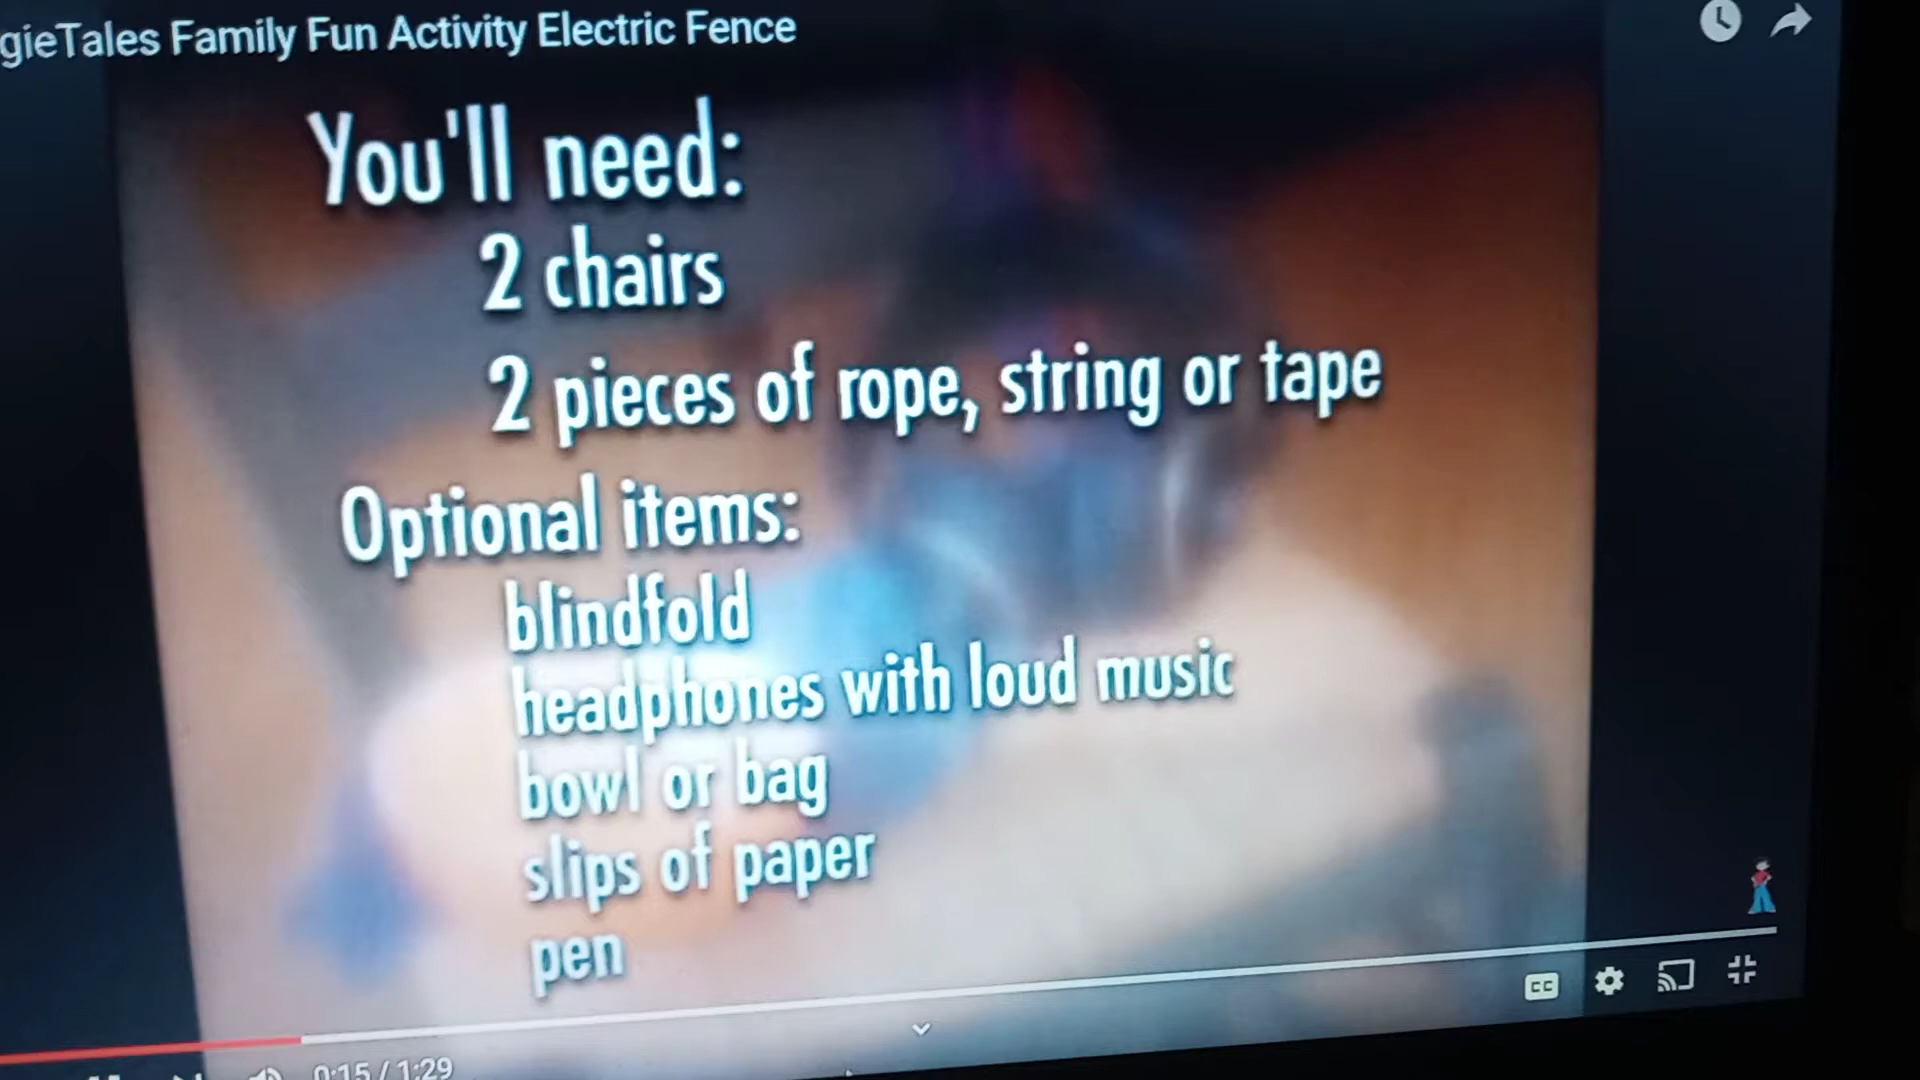 gieTales Family Fun Activity Electric Fence
You'll need:
2 chairs
2 pieces of rope, string or tape
Optional items:
blindfold
headphones with loud music
bowl or bag
slips of paper
pen
CC
0:15 / 1:29